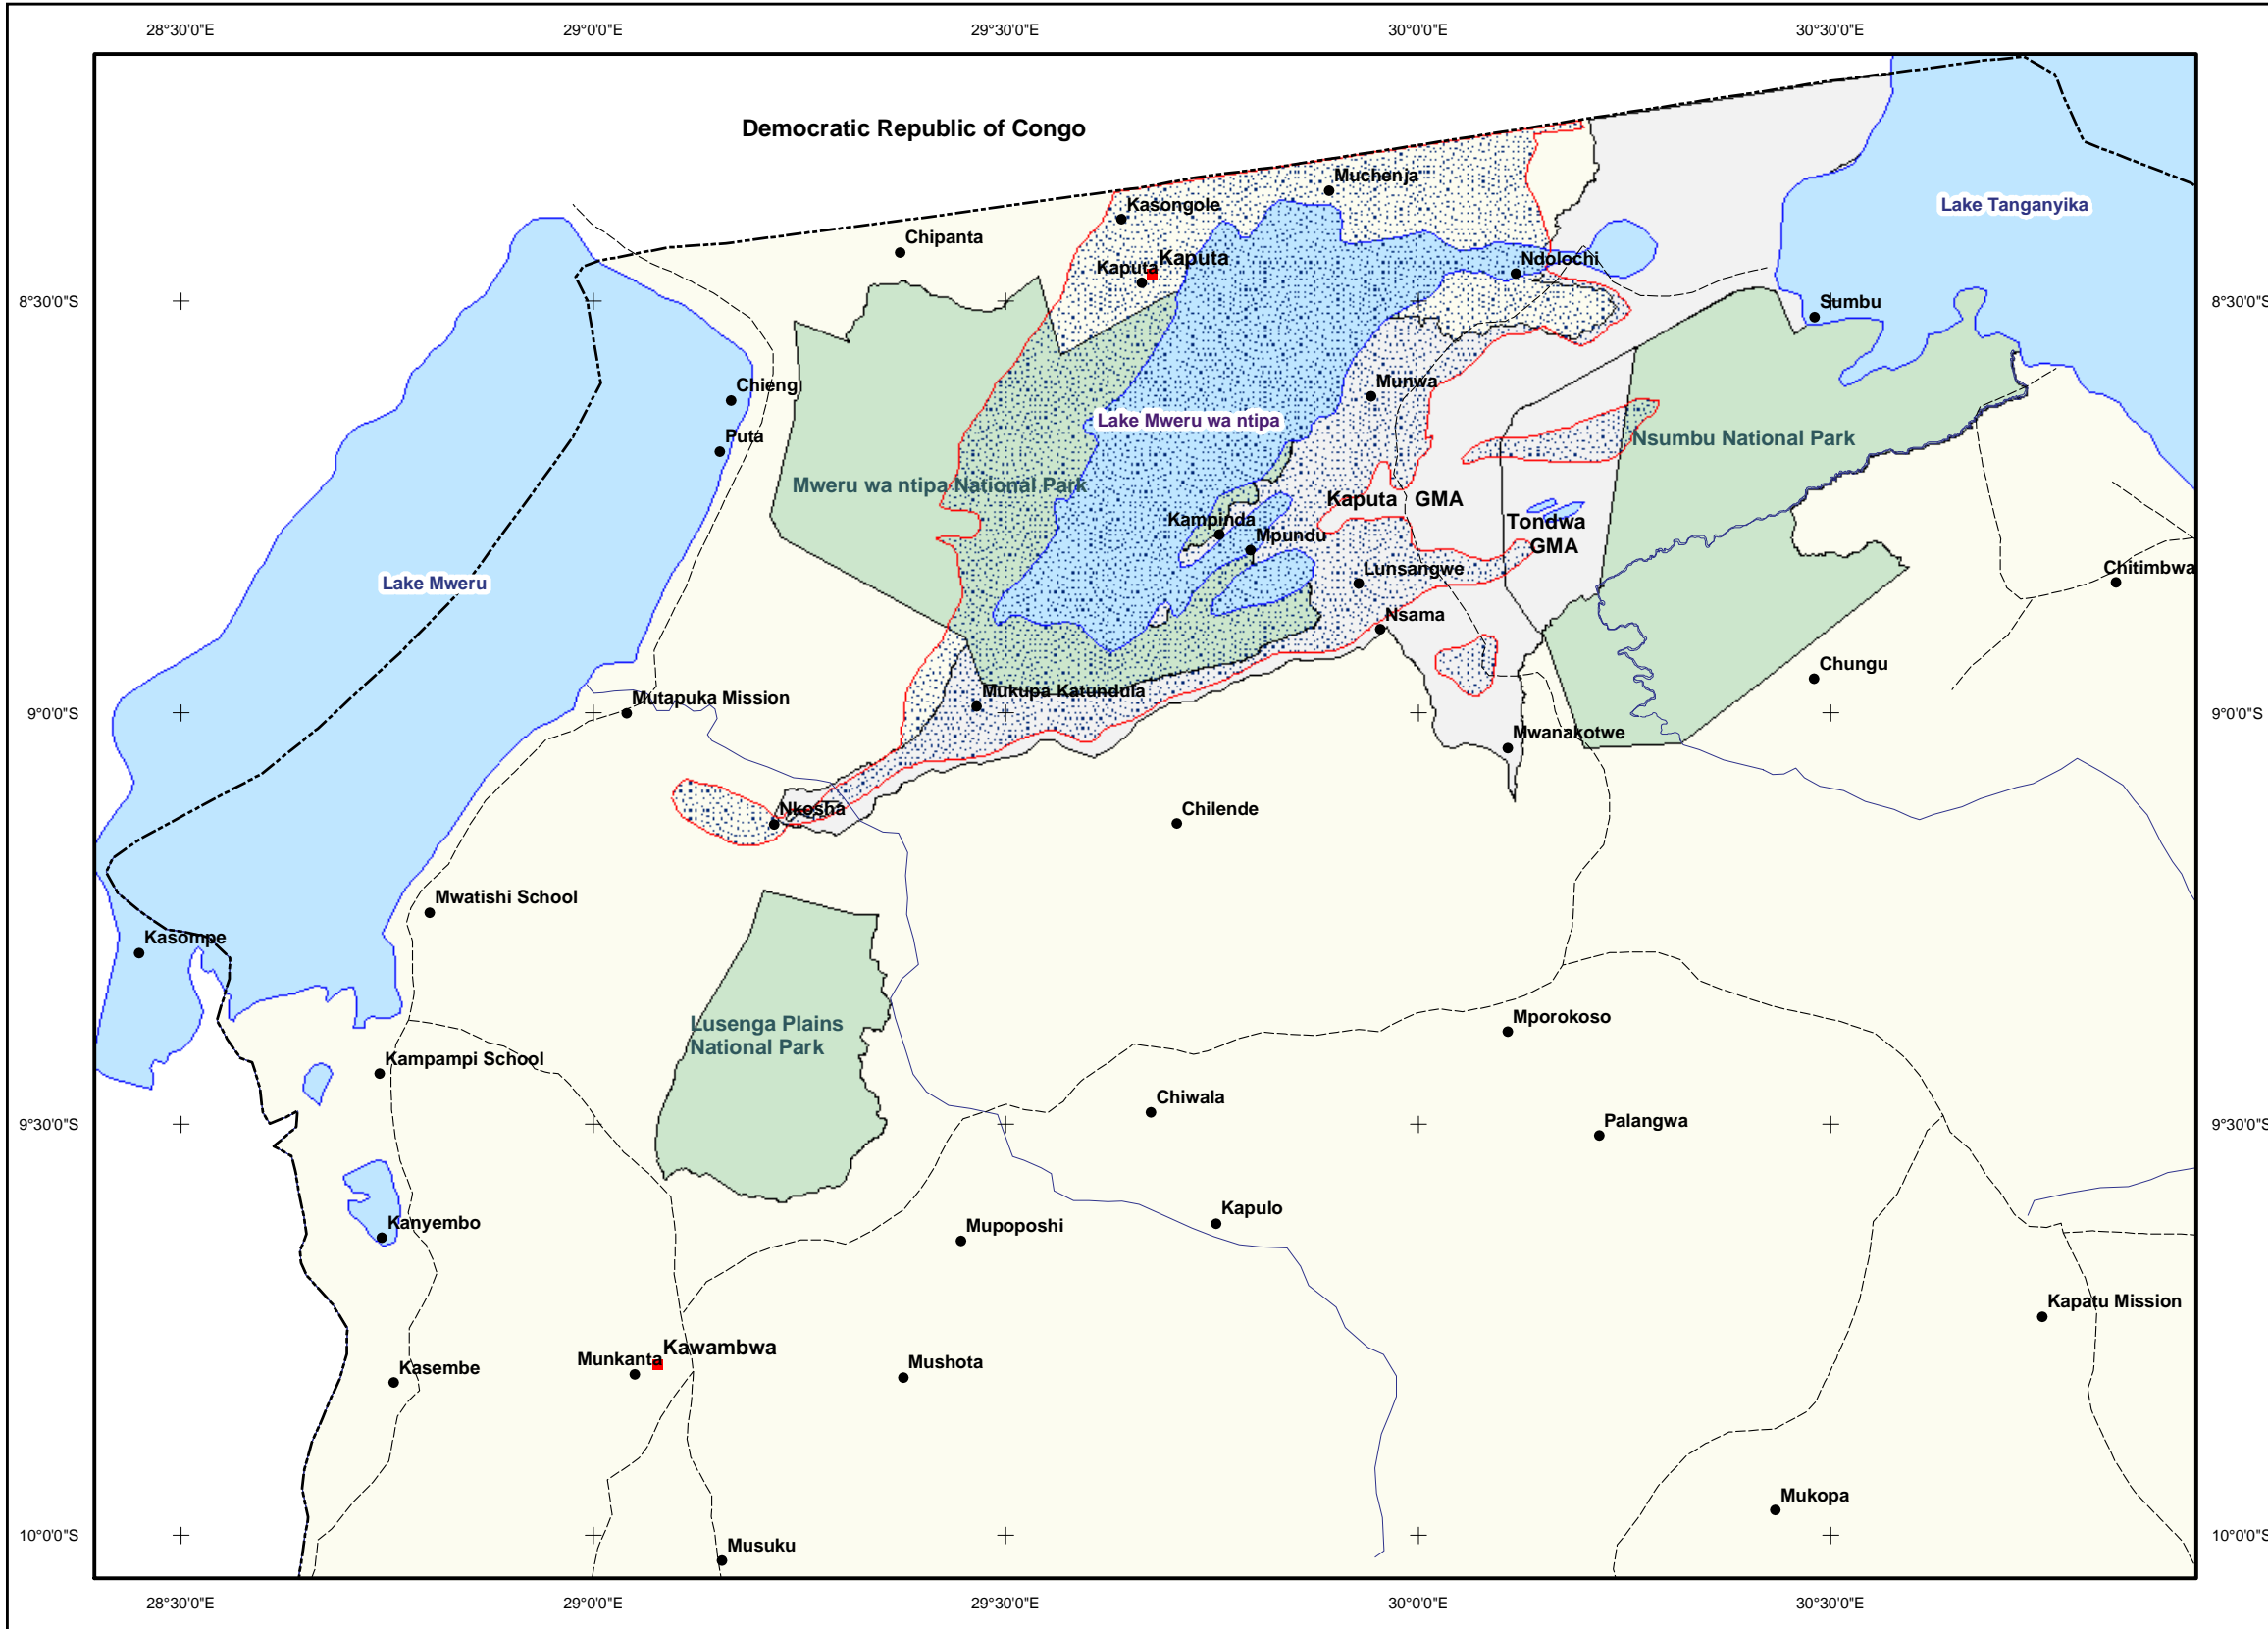 28°30'0"E
29°0'0"E
29°30'0"E
30°0'0"E
30°30'0"E
Democratic Republic of Congo
Muchenja
Kasongole
Lake Tanganyika
Chipanta
Kaputa
Kaputa
Ndolochi
8°30'0"S
8°30'0"S
Sumbu
Chieng
Munwa
Lake Mweru wa ntipa
Puta
Nsumbu National Park
Mweru wa ntipa National Park
Kaputa GMA
Kampinda
Mpundu
Tondwa
GMA
Lake Mweru
Lunsangwe
Chitimbwa
Nsama
Chungu
Mukupa Katundula
Mutapuka Mission
9°0'0"S
9°0'0"S
Mwanakotwe
Nkosha
Chilende
Mwatishi School
Kasompe
Lusenga Plains
National Park
Mporokoso
Kampampi School
Chiwala
9°30'0"S
9°30'0"S
Palangwa
Kanyembo
Mupoposhi
Kapulo
Kapatu Mission
Kawambwa
Munkanta
Kasembe
Mushota
Mukopa
10°0'0"S
10°0'0"S
Musuku
28°30'0"E
29°0'0"E
29°30'0"E
30°0'0"E
30°30'0"E